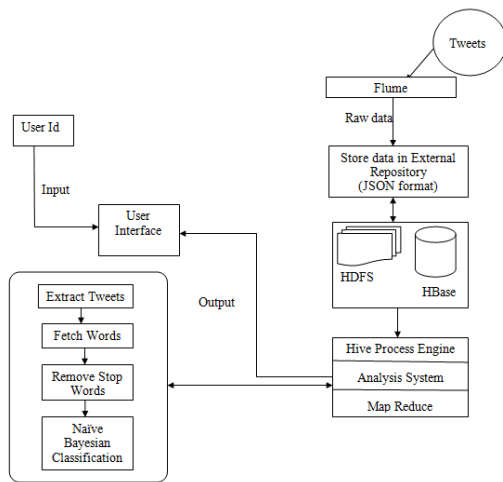 Tweets
Flume
Raw data
User Id
Store data in External
Repository
(JSON format)
Input
User
Interface
HDFS
HBase
Extract Tweets
Output
Fetch Words
Hive Process Engine
Remove Stop
Words
Analysis System
Map Reduce
Naïve
Bayesian
Classification